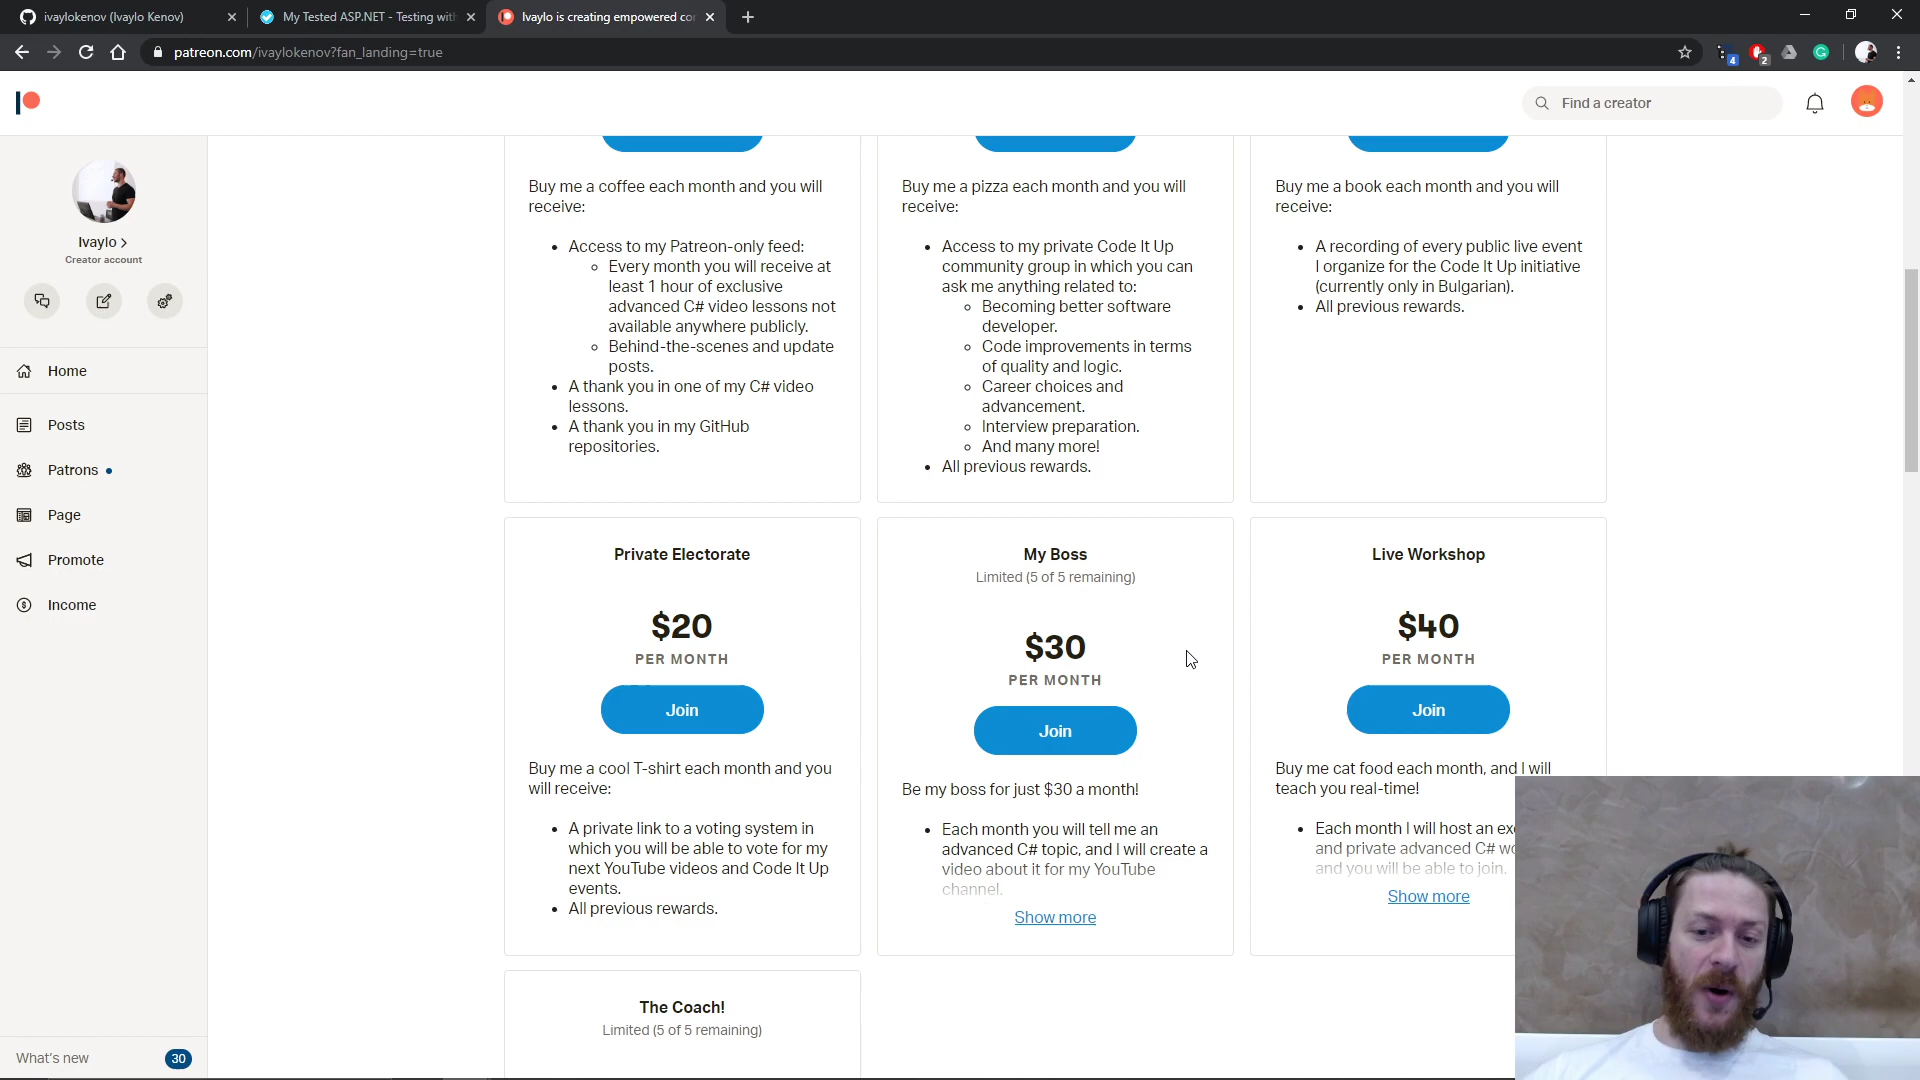 ivaylokenov (Ivaylo Kenov)
My Tested ASP.NET - Testing with
Ivaylo is creating empowered co
patreon.com/ivaylokenov?fan_landing=true
4
2
Find a creator
Ivaylo
Creator account
Home
Posts
Patrons
Page
Promote
Income
What's new
30
Buy me a coffee each month and you will
receive:
Access to my Patreon-only feed:
Every month you will receive at
least 1 hour of exclusive
advanced C# video lessons not
available anywhere publicly.
Behind-the-scenes and update
posts.
A thank you in one of my C# video
lessons.
A thank you in my GitHub
repositories.
Buy me a pizza each month and you will
receive:
Access to my private Code It Up
community group in which you can
ask me anything related to:
Becoming better software
developer.
Code improvements in terms
of quality and logic.
Career choices and
advancement.
Interview preparation.
And many more!
All previous rewards.
Buy me a book each month and you will
receive:
A recording of every public live event
I organize for the Code It Up initiative
(currently only in Bulgarian).
All previous rewards.
Private Electorate
$20
PER MONTH
Join
Buy me a cool T-shirt each month and you
will receive:
A private link to a voting system in
which you will be able to vote for my
next YouTube videos and Code It Up
events.
All previous rewards.
My Boss
Limited (5 of 5 remaining)
$30
PER MONTH
Join
Be my boss for just $30 a month!
Each month you will tell me an
advanced C# topic, and I will create a
video about it for my YouTube
channel.
Show more
Live Workshop
$40
PER MONTH
Join
Buy me cat food each month, and I will
teach you real-time!
Each month I will host an ex
and private advanced C# wo
and you will be able to join.
Show more
The Coach!
Limited (5 of 5 remaining)